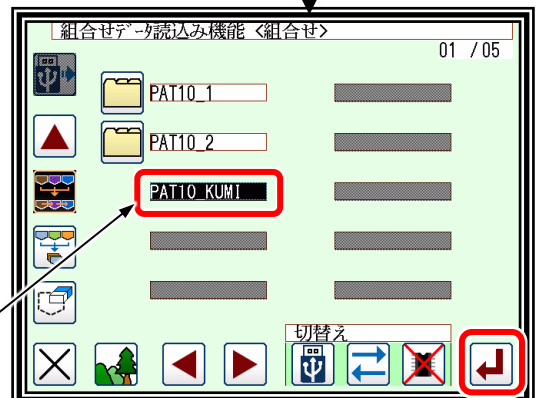 組合せデータ読込み機能 <組合せ>
01 / 05
PAT10_1
PAT10_2
PAT10_KUMI
切替え